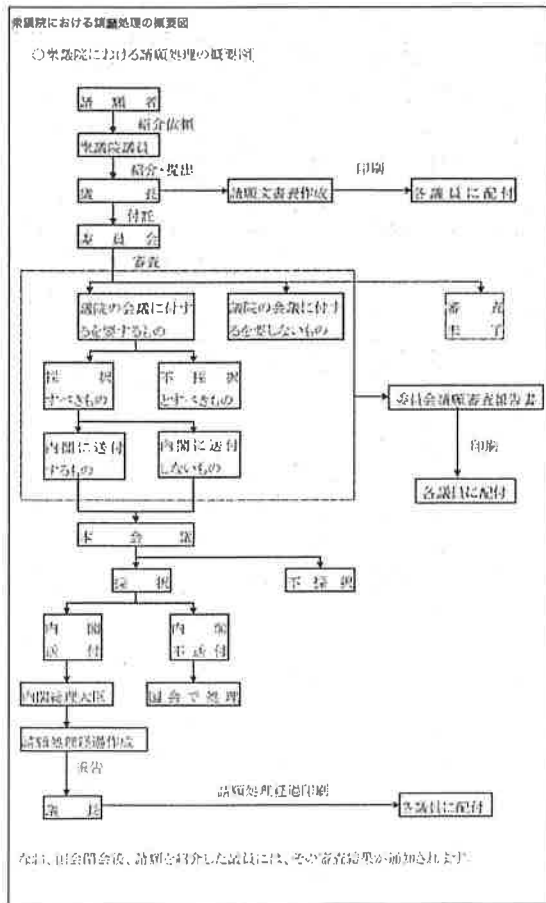 衆議院における請願処理の概要図
○衆議院における請願処理の概要図
請願者
紹介依頼
衆議院議員
紹介・提出
議長
請願文書表作成
印刷
各議員に配付
付託
委員会
審査
議院の会議に付す
るを要するもの
議院の会議に付す
るを要しないもの
審査
未了
採択
すべきもの
不採択
とすべきもの
委員会請願審査報告書
内閣に送付
するもの
内閣に送付
しないもの
印刷
各議員に配付
本会議
採択
不採択
内閣
送付
内閣
不送付
内閣総理大臣
国会で処理
請願処理経過作成
報告
議長
請願処理経過印刷
各議員に配付
なお、国会閉会後、請願を紹介した議員には、その審査結果が通知されます。